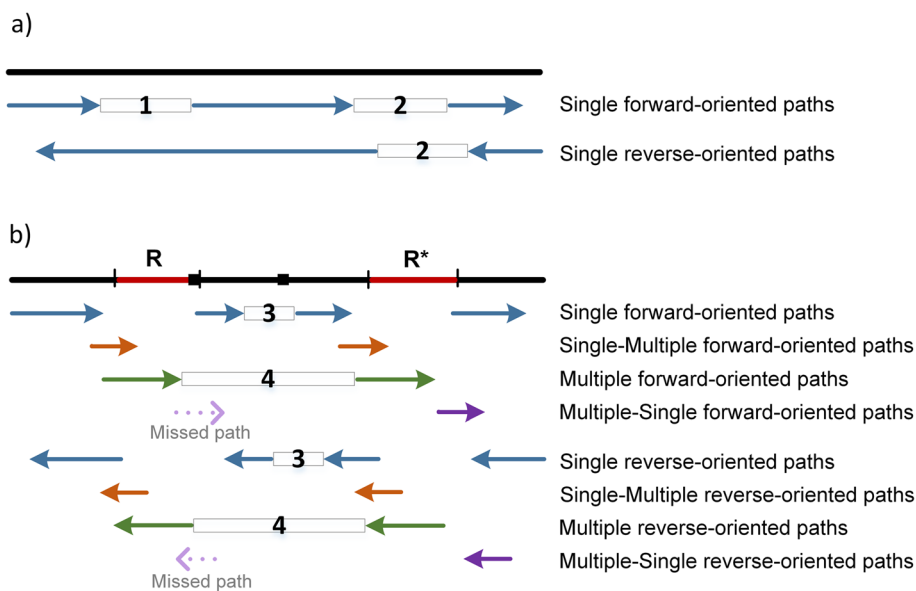 a)
1
2
Single forward-oriented paths
2
Single reverse-oriented paths
b)
R
R*
3
Single forward-oriented paths
Single-Multiple forward-oriented paths
4
Multiple forward-oriented paths
Missed path
Multiple-Single forward-oriented paths
3
Single reverse-oriented paths
Single-Multiple reverse-oriented paths
4
Multiple reverse-oriented paths
Missed path
Multiple-Single reverse-oriented paths